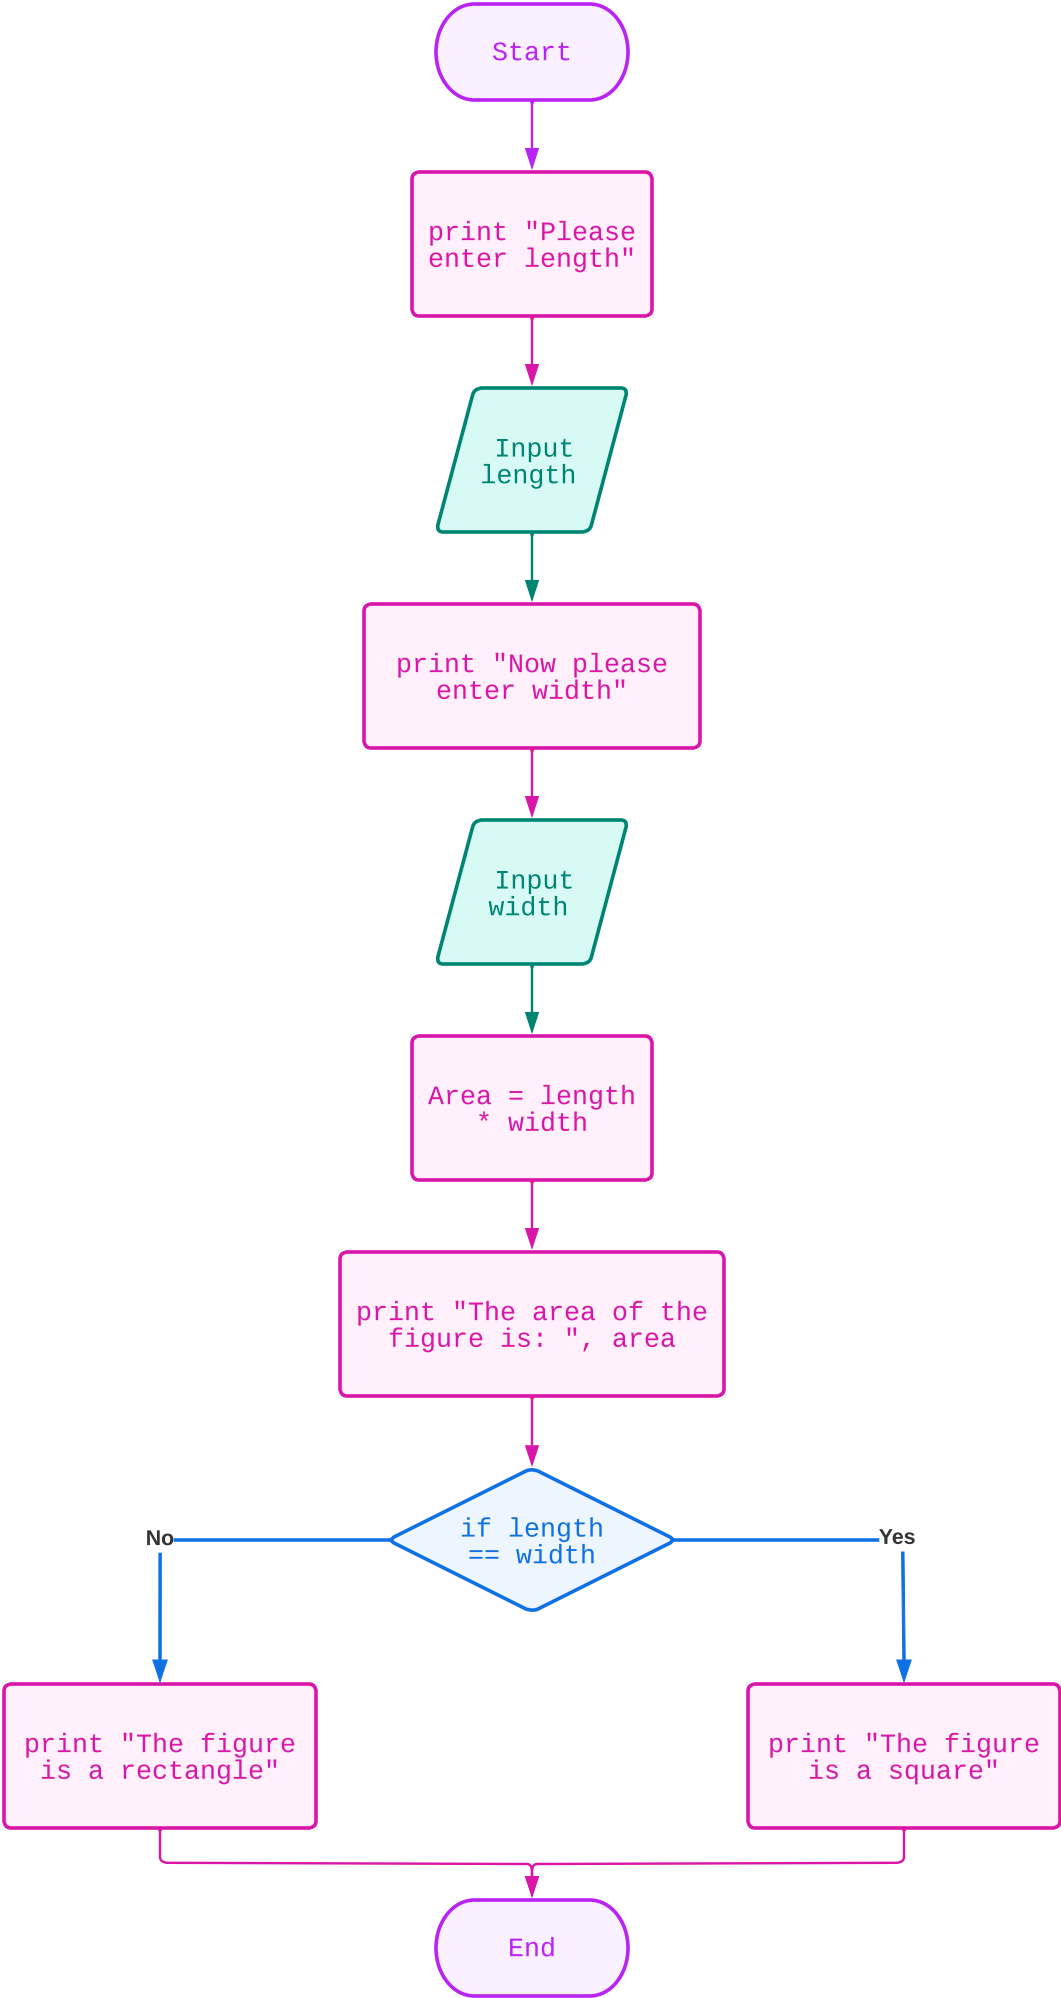 Start
print "Please
enter length"
Input
length
print "Now please
enter width"
Input
width
Area = length
* width
print "The area of the
figure is: ", area
if length
== width
No
Yes
print "The figure
is a rectangle"
print "The figure
is a square"
End